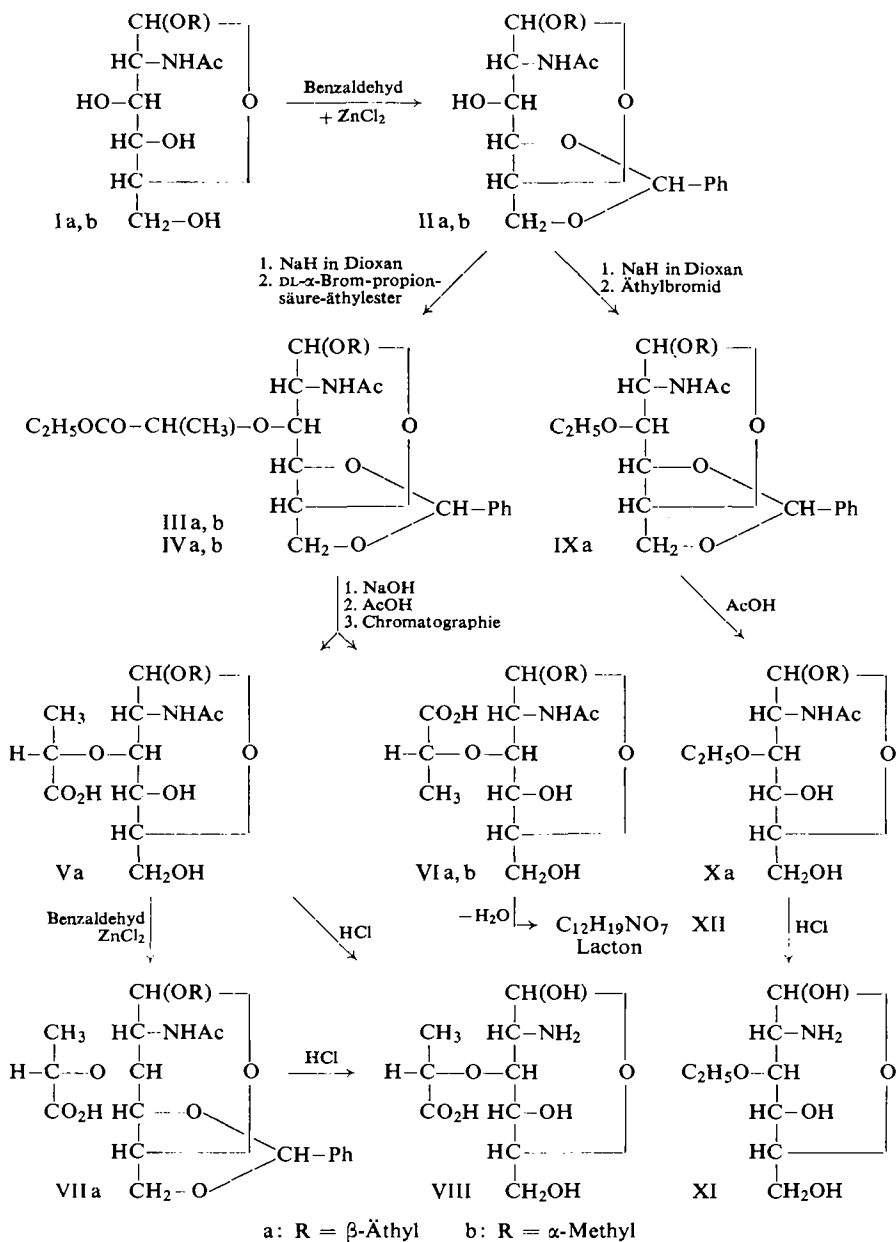 CH(OR) CH(OR)
HC–NHAc HC–NHAc
HO–CH O Benzaldehyd + ZnCl₂ HO–CH O
HC–OH HC–O
HC HC CH–Ph
Ia,b CH₂–OH IIa,b CH₂–O
1. NaH in Dioxan
2. DL-α-Brom-propion-
säure-äthylester
1. NaH in Dioxan
2. Äthylbromid
CH(OR) CH(OR)
HC–NHAc HC–NHAc
C₂H₅OCO–CH(CH₃)–O–CH O C₂H₅O–CH O
HC–O HC–O
HC CH–Ph HC CH–Ph
IIIa,b
IVa,b CH₂–O IXa CH₂–O
1. NaOH
2. AcOH
3. Chromatographie
AcOH
CH(OR) CH(OR) CH(OR)
CH₃ HC–NHAc CO₂H HC–NHAc HC–NHAc
H–C–O–CH O H–C–O–CH O C₂H₅O–CH O
CO₂H HC–OH CH₃ HC–OH HC–OH
HC HC HC
Va CH₂OH VIa,b CH₂OH Xa CH₂OH
Benzaldehyd
ZnCl₂
HCl
–H₂O C₁₂H₁₉NO₇ XII
Lacton
HCl
CH(OR) CH(OH) CH(OH)
CH₃ HC–NHAc CH₃ HC–NH₂ HC–NH₂
H–C–O CH O HCl H–C–O–CH O C₂H₅O–CH O
CO₂H HC–O CO₂H HC–OH HC–OH
HC CH–Ph HC HC
VIIa CH₂–O VIII CH₂OH XI CH₂OH
a: R = β-Äthyl b: R = α-Methyl